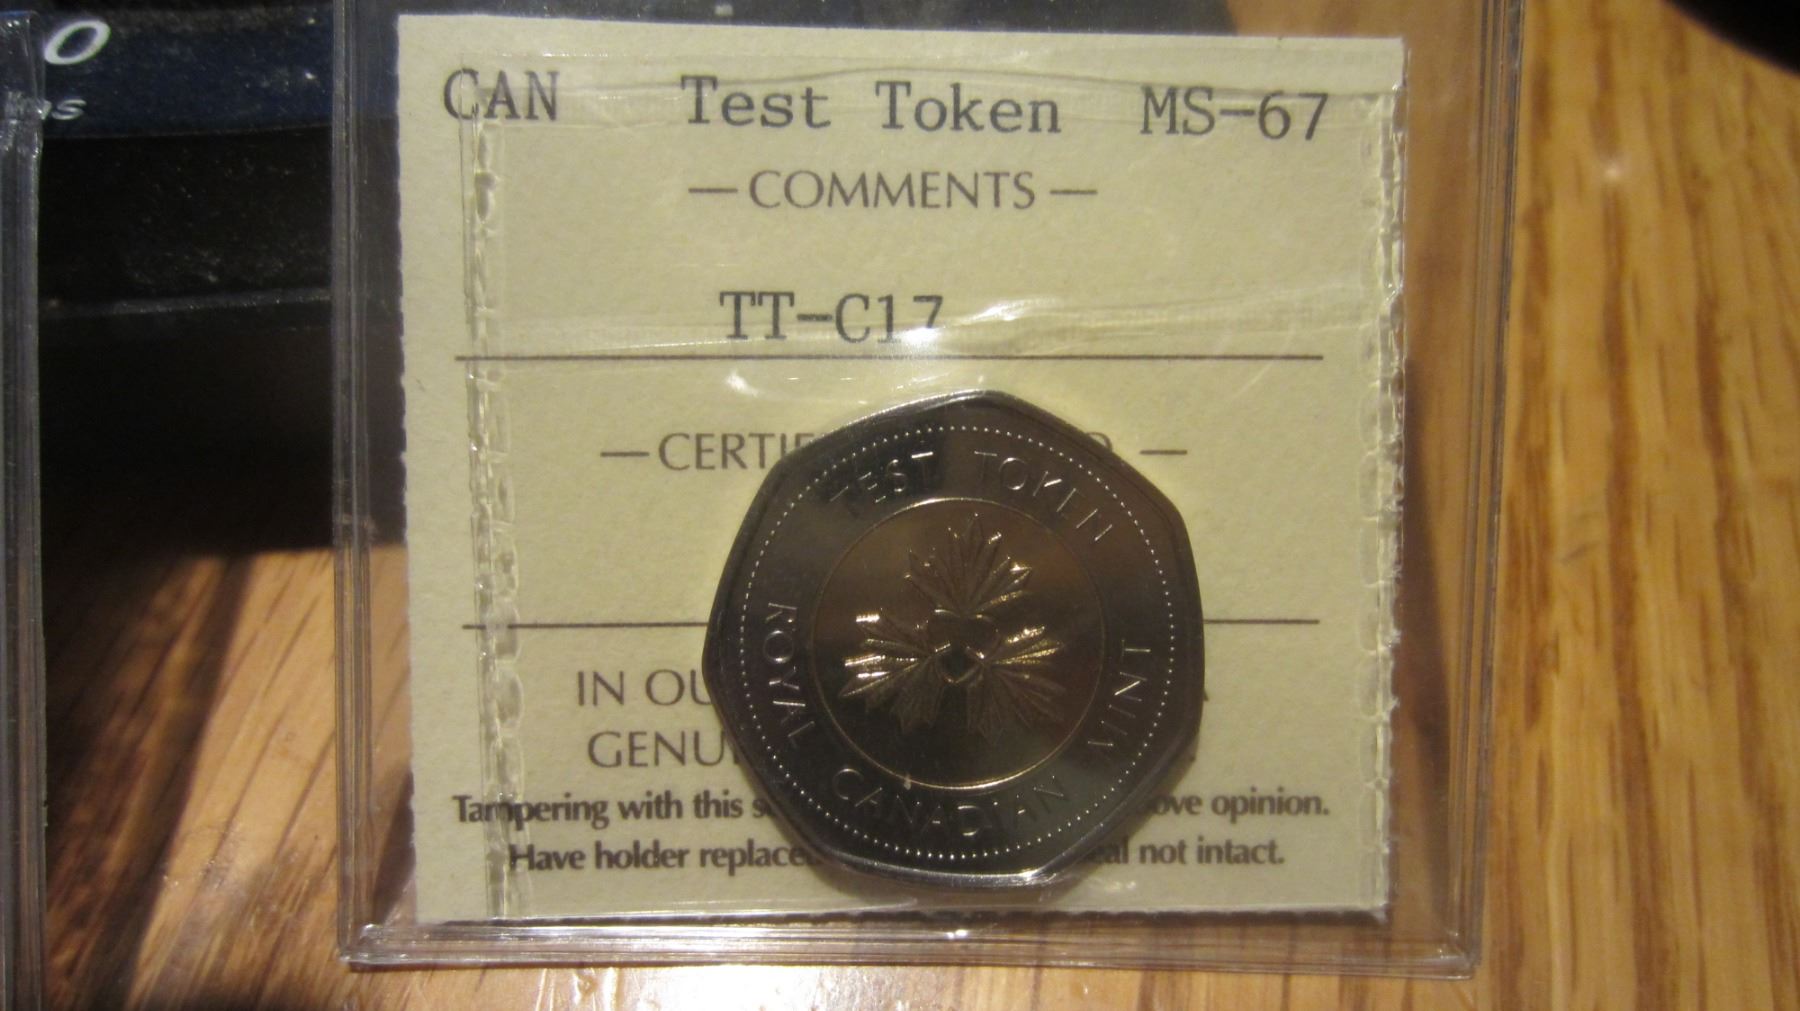 CAN Test Token MS-67
— COMMENTS —
TT-C17
— CERTI
IN OU
GENU
Tampering with this s ove opinion.
Have holder replace eal not intact.
TEST TOKEN
ROYAL CANADIAN MINT